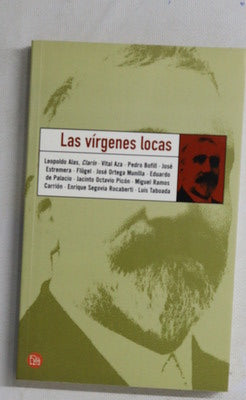 Las vírgenes locas
Leopoldo Alas, Clarín · Vital Aza · Pedro Bofill · José
Estremera · Flügel · José Ortega Munilla · Eduardo
de Palacio · Jacinto Octavio Picón · Miguel Ramos
Carrión · Enrique Segovia Rocaberti · Luis Taboada